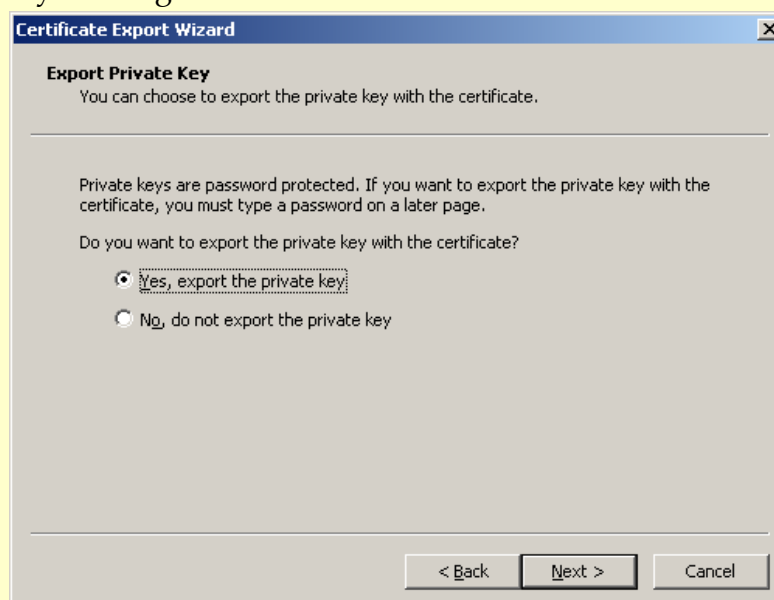 Certificate Export Wizard
Export Private Key
You can choose to export the private key with the certificate.
Private keys are password protected. If you want to export the private key with the
certificate, you must type a password on a later page.
Do you want to export the private key with the certificate?
Yes, export the private key
No, do not export the private key
< Back Next > Cancel